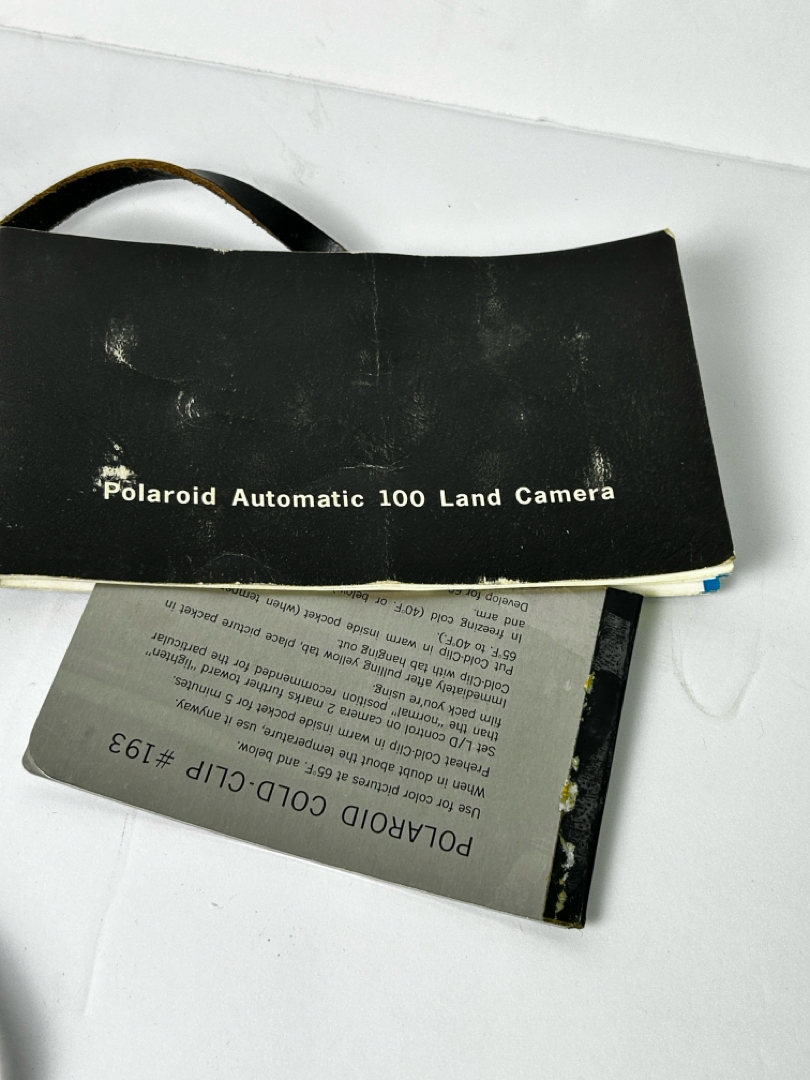 Polaroid Automatic 100 Land Camera
POLAROID COLD-CLIP #193
Use for color pictures at 65°F. and below.
When in doubt about the temperature, use it anyway.
Preheat Cold-Clip in warm inside pocket for 5 minutes.
Set L/D control on camera 2 marks further toward "lighten"
than the "normal" position recommended for the particular
film pack you're using.
Immediately after pulling yellow tab, place picture packet in
Cold-Clip with tab hanging out.
Put Cold-Clip in warm inside pocket (when
65°F. to 40°F.).
In freezing cold (40°F. or below)
and arm.
Develop for